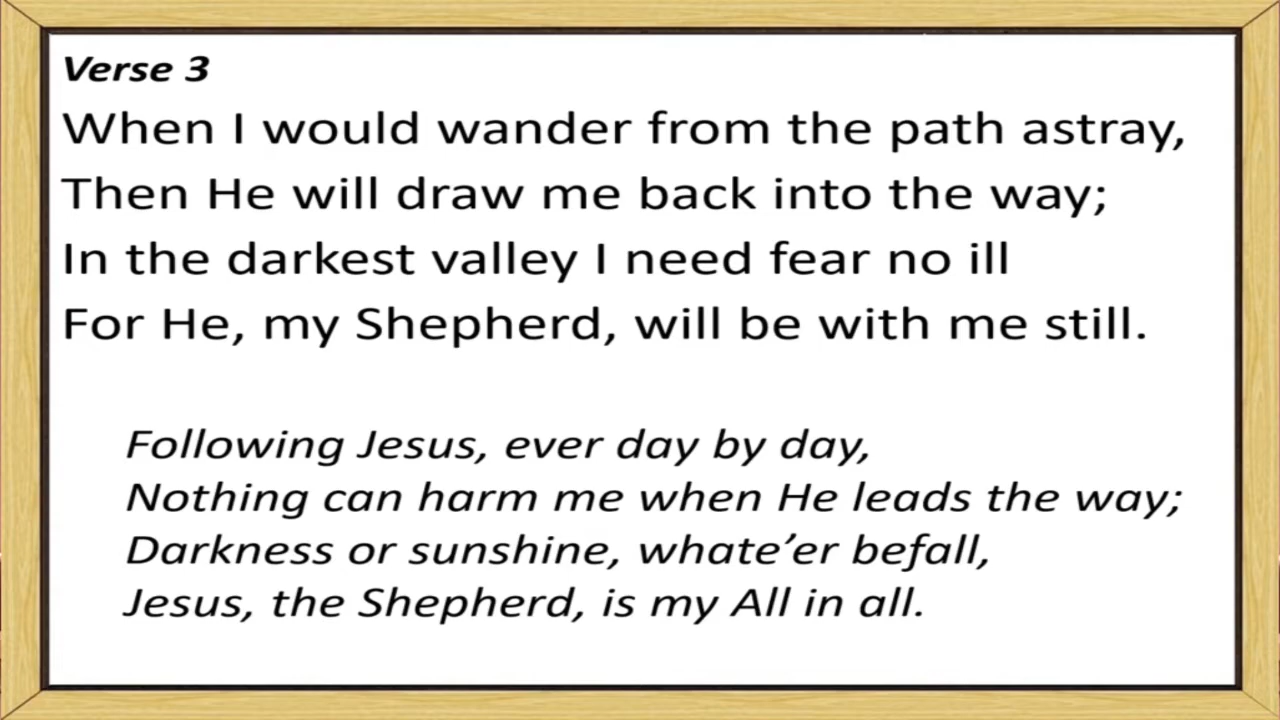 Verse 3
When I would wander from the path astray,
Then He will draw me back into the way;
In the darkest valley I need fear no ill
For He, my Shepherd, will be with me still.
Following Jesus, ever day by day,
Nothing can harm me when He leads the way;
Darkness or sunshine, whate’er befall,
Jesus, the Shepherd, is my All in all.